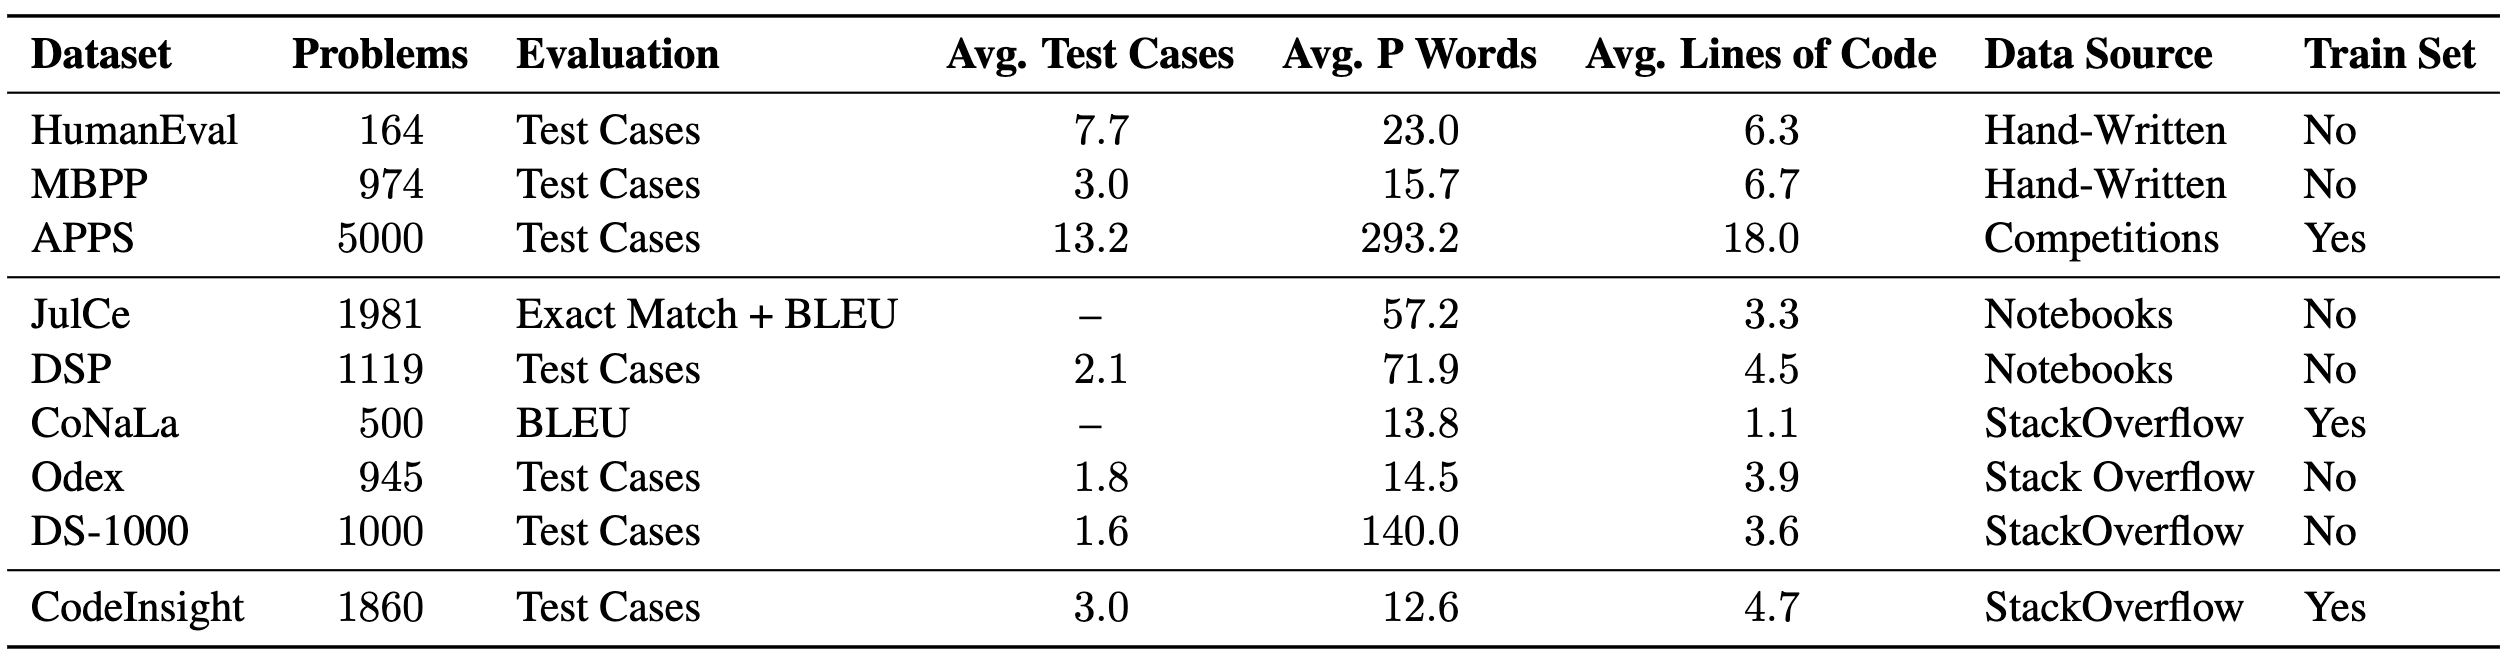 Dataset Problems Evaluation Avg. Test Cases Avg. P Words Avg. Lines of Code Data Source Train Set
HumanEval 164 Test Cases 7.7 23.0 6.3 Hand-Written No
MBPP 974 Test Cases 3.0 15.7 6.7 Hand-Written No
APPS 5000 Test Cases 13.2 293.2 18.0 Competitions Yes
JulCe 1981 Exact Match + BLEU – 57.2 3.3 Notebooks No
DSP 1119 Test Cases 2.1 71.9 4.5 Notebooks No
CoNaLa 500 BLEU – 13.8 1.1 StackOverflow Yes
Odex 945 Test Cases 1.8 14.5 3.9 Stack Overflow No
DS-1000 1000 Test Cases 1.6 140.0 3.6 StackOverflow No
CodeInsight 1860 Test Cases 3.0 12.6 4.7 StackOverflow Yes